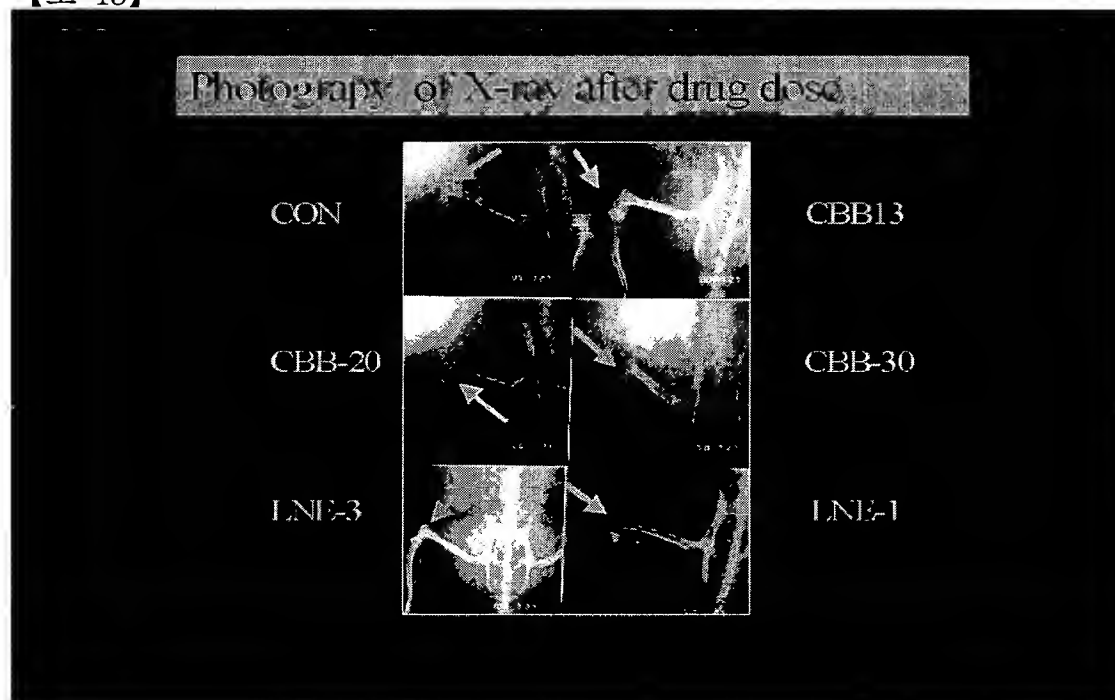 Photograpy of X-ray after drug dose
CON
CBB13
CBB-20
CBB-30
LNE-3
LNE-1